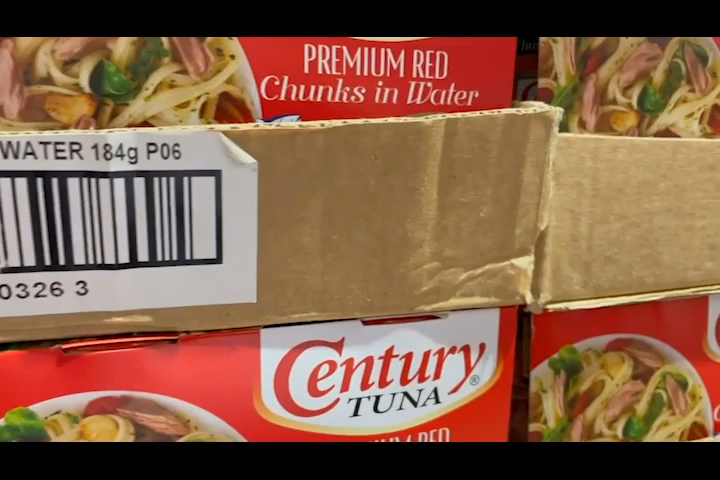 PREMIUM RED
Chunks in Water
WATER 184g P06
0326 3
Century
TUNA
®